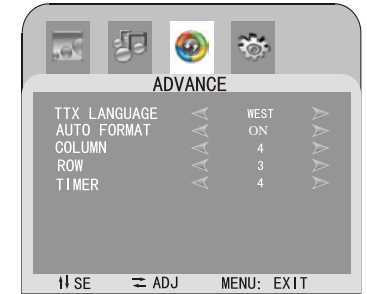 ADVANCE
TTX LANGUAGE WEST
AUTO FORMAT ON
COLUMN 4
ROW 3
TIMER 4
SE ADJ MENU: EXIT